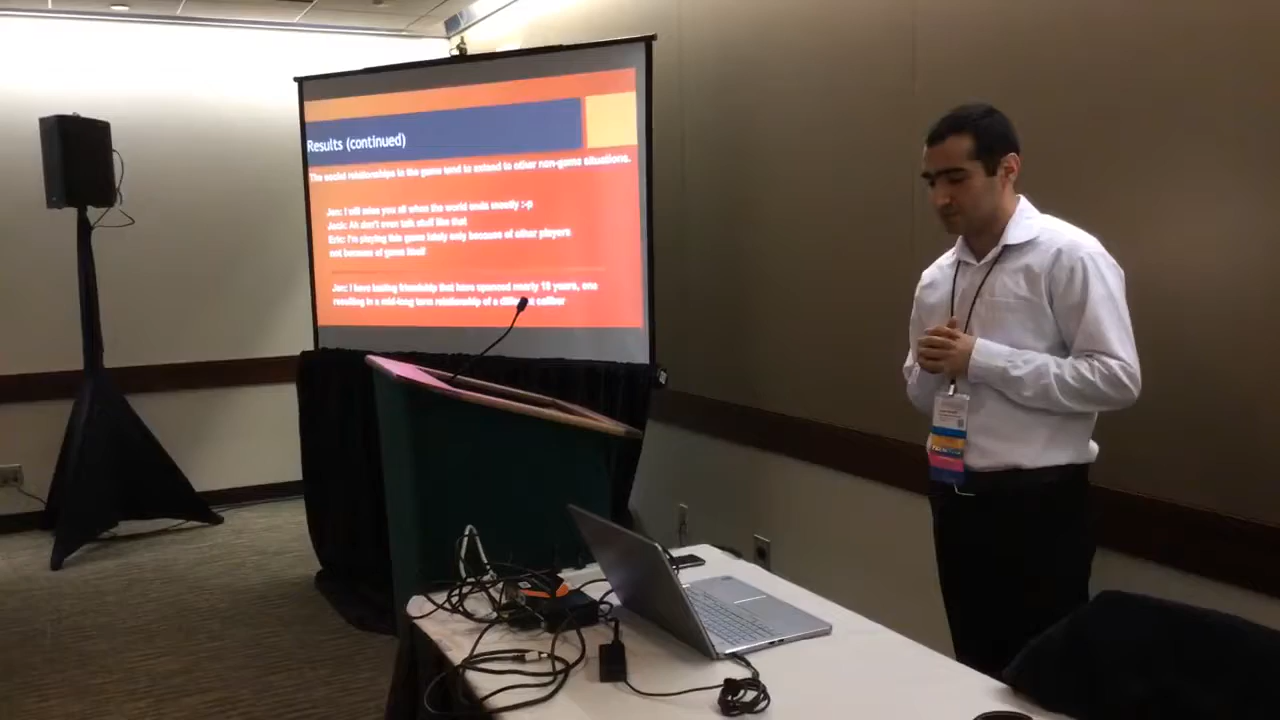 Results (continued)
The social relationships in the game tend to extend to other non-game situations.
Jen: I will miss you all when the world ends mostly :-p
Jack: Ah don't even talk stuff like that
Eric: I'm playing this game lately only because of other players
not because of game itself
Jen: I have lasting friendship that have spanned nearly 15 years, one
resulting in a mid-long term relationship of a different caliber